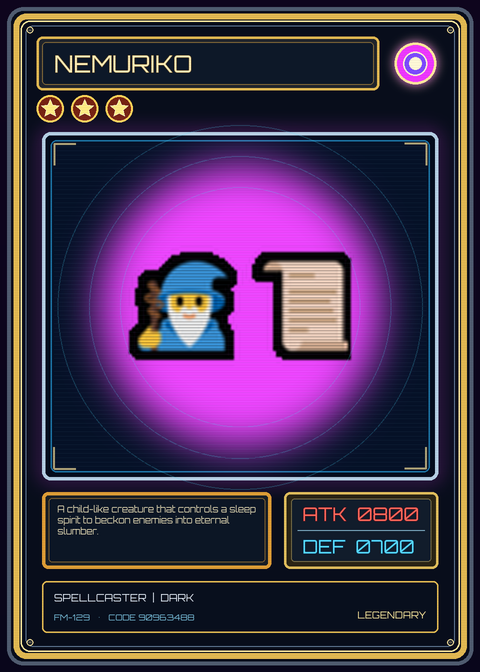 NEMURIKO
A child-like creature that controls a sleep
spirit to beckon enemies into eternal
slumber.
ATK 0800
DEF 0700
SPELLCASTER | DARK
FM-129 · CODE 90963488
LEGENDARY